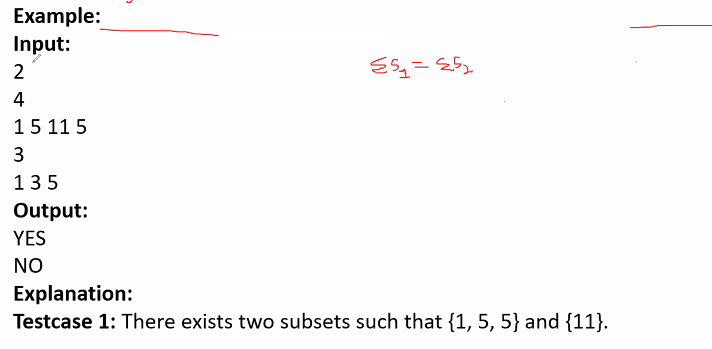 Example:
Input:
2
ΣS₁ = ΣS₂
4
1 5 11 5
3
1 3 5
Output:
YES
NO
Explanation:
Testcase 1: There exists two subsets such that {1, 5, 5} and {11}.